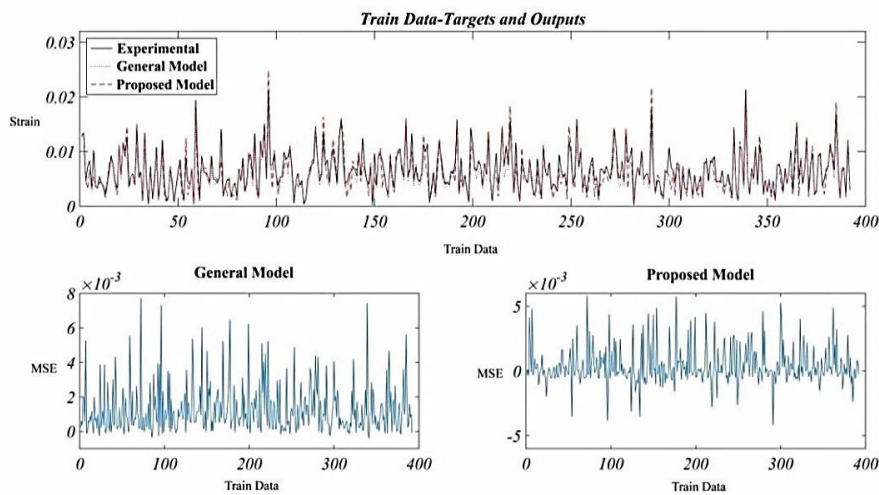 Train Data-Targets and Outputs
0.03
0.02
0.01
0
Strain
Experimental
General Model
Proposed Model
0 50 100 150 200 250 300 350 400
Train Data
General Model
×10⁻³
8
6
4
2
0
MSE
0 100 200 300 400
Train Data
Proposed Model
×10⁻³
5
0
-5
MSE
0 100 200 300 400
Train Data